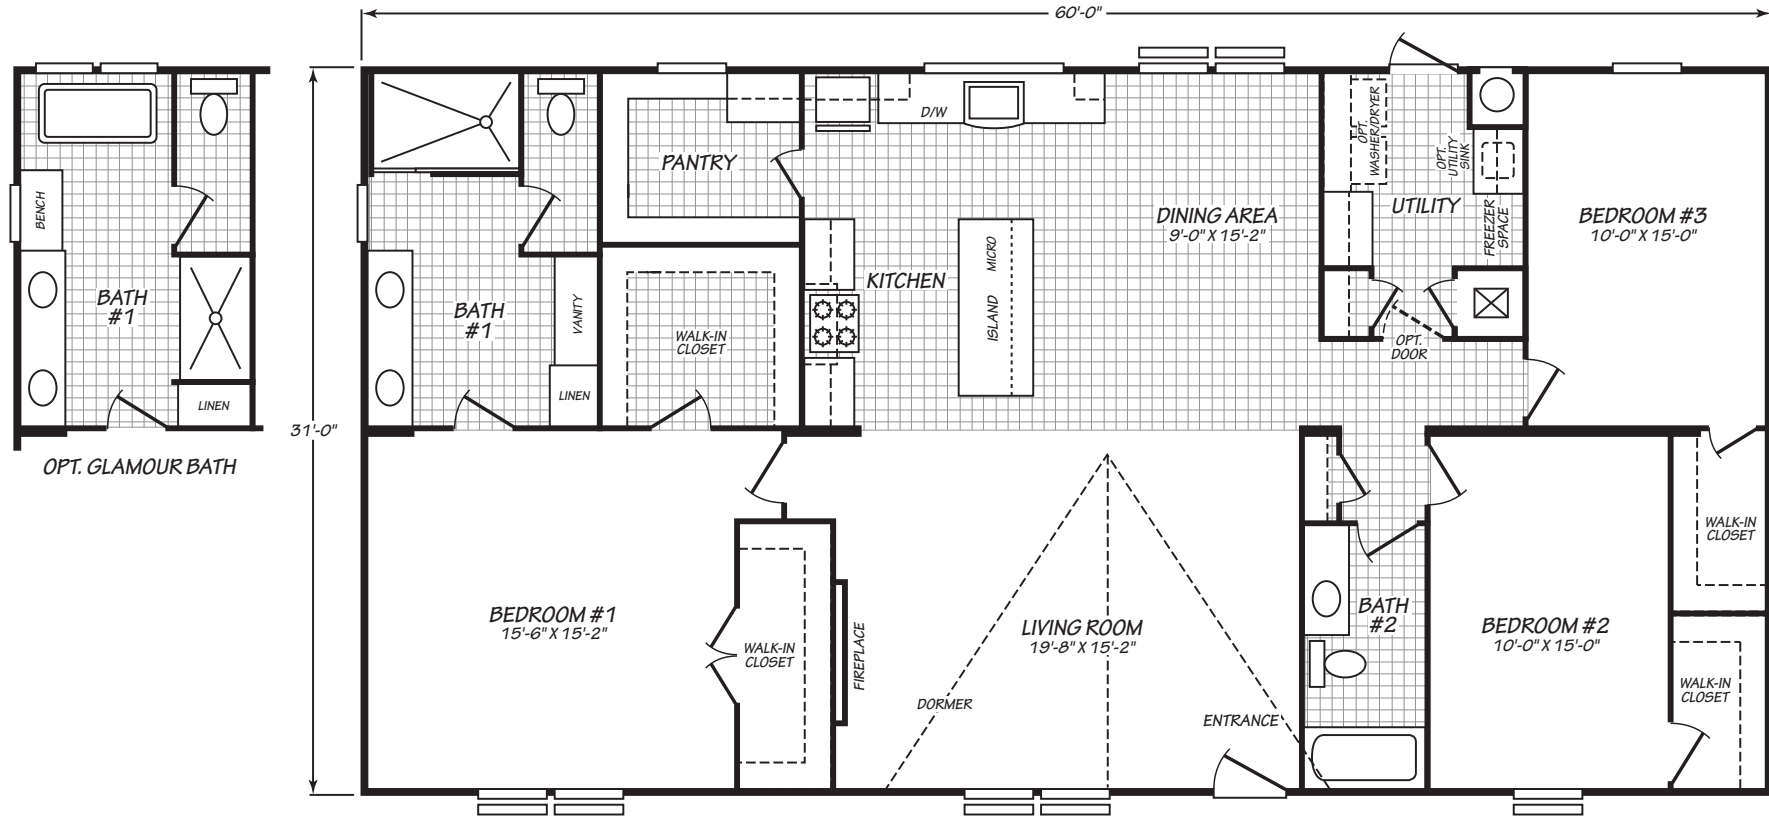 60'-0"
31'-0"
BENCH
BATH
#1
LINEN
OPT. GLAMOUR BATH
PANTRY
BATH
#1
VANITY
LINEN
WALK-IN
CLOSET
D/W
KITCHEN
ISLAND
MICRO
DINING AREA
9'-0" X 15'-2"
OPT.
WASHER/DRYER
OPT.
UTILITY
SINK
UTILITY
FREEZER
SPACE
OPT.
DOOR
BEDROOM #3
10'-0" X 15'-0"
BEDROOM #1
15'-6" X 15'-2"
WALK-IN
CLOSET
FIREPLACE
LIVING ROOM
19'-8" X 15'-2"
DORMER
ENTRANCE
BATH
#2
BEDROOM #2
10'-0" X 15'-0"
WALK-IN
CLOSET
WALK-IN
CLOSET